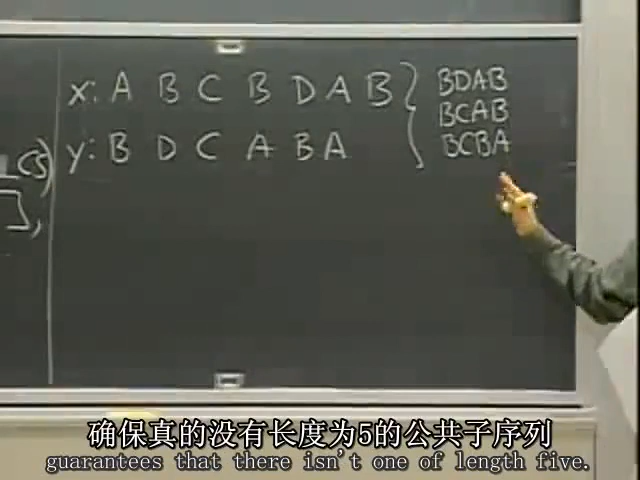 x: A B C B D A B
BDAB
BCAB
BCBA
y: B D C A B A
CS)
],
确保真的没有长度为5的公共子序列
guarantees that there isn't one of length five.